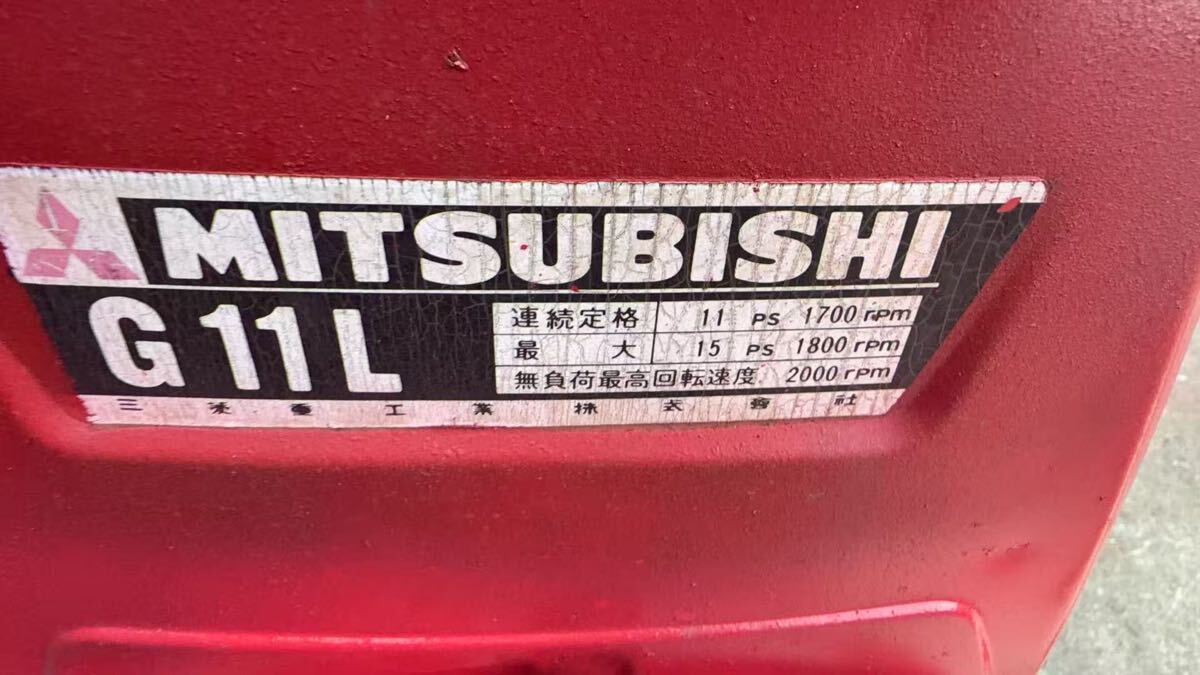 MITSUBISHI
G11L
連続定格 11 PS 1700 rpm
最大 15 PS 1800 rpm
無負荷最高回転速度 2000 rpm
三菱重工業株式會社